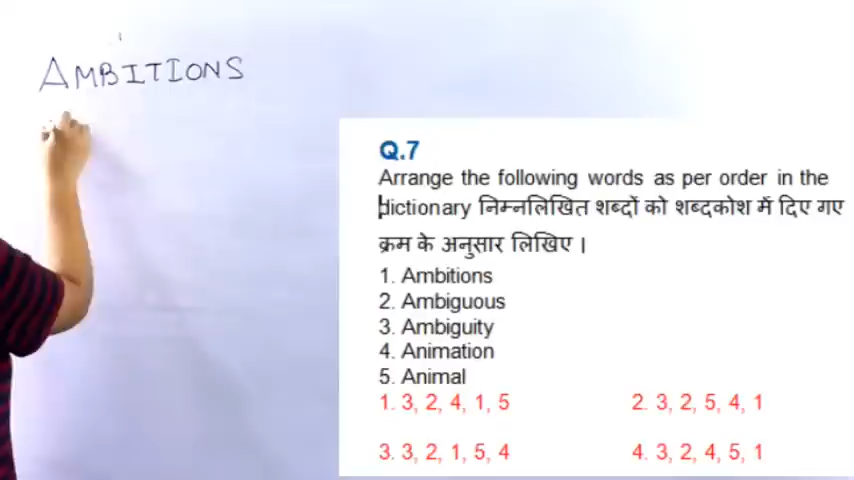 AMBITIONS
Q.7
Arrange the following words as per order in the
dictionary निम्नलिखित शब्दों को शब्दकोश में दिए गए
क्रम के अनुसार लिखिए ।
1. Ambitions
2. Ambiguous
3. Ambiguity
4. Animation
5. Animal
1. 3, 2, 4, 1, 5 2. 3, 2, 5, 4, 1
3. 3, 2, 1, 5, 4 4. 3, 2, 4, 5, 1